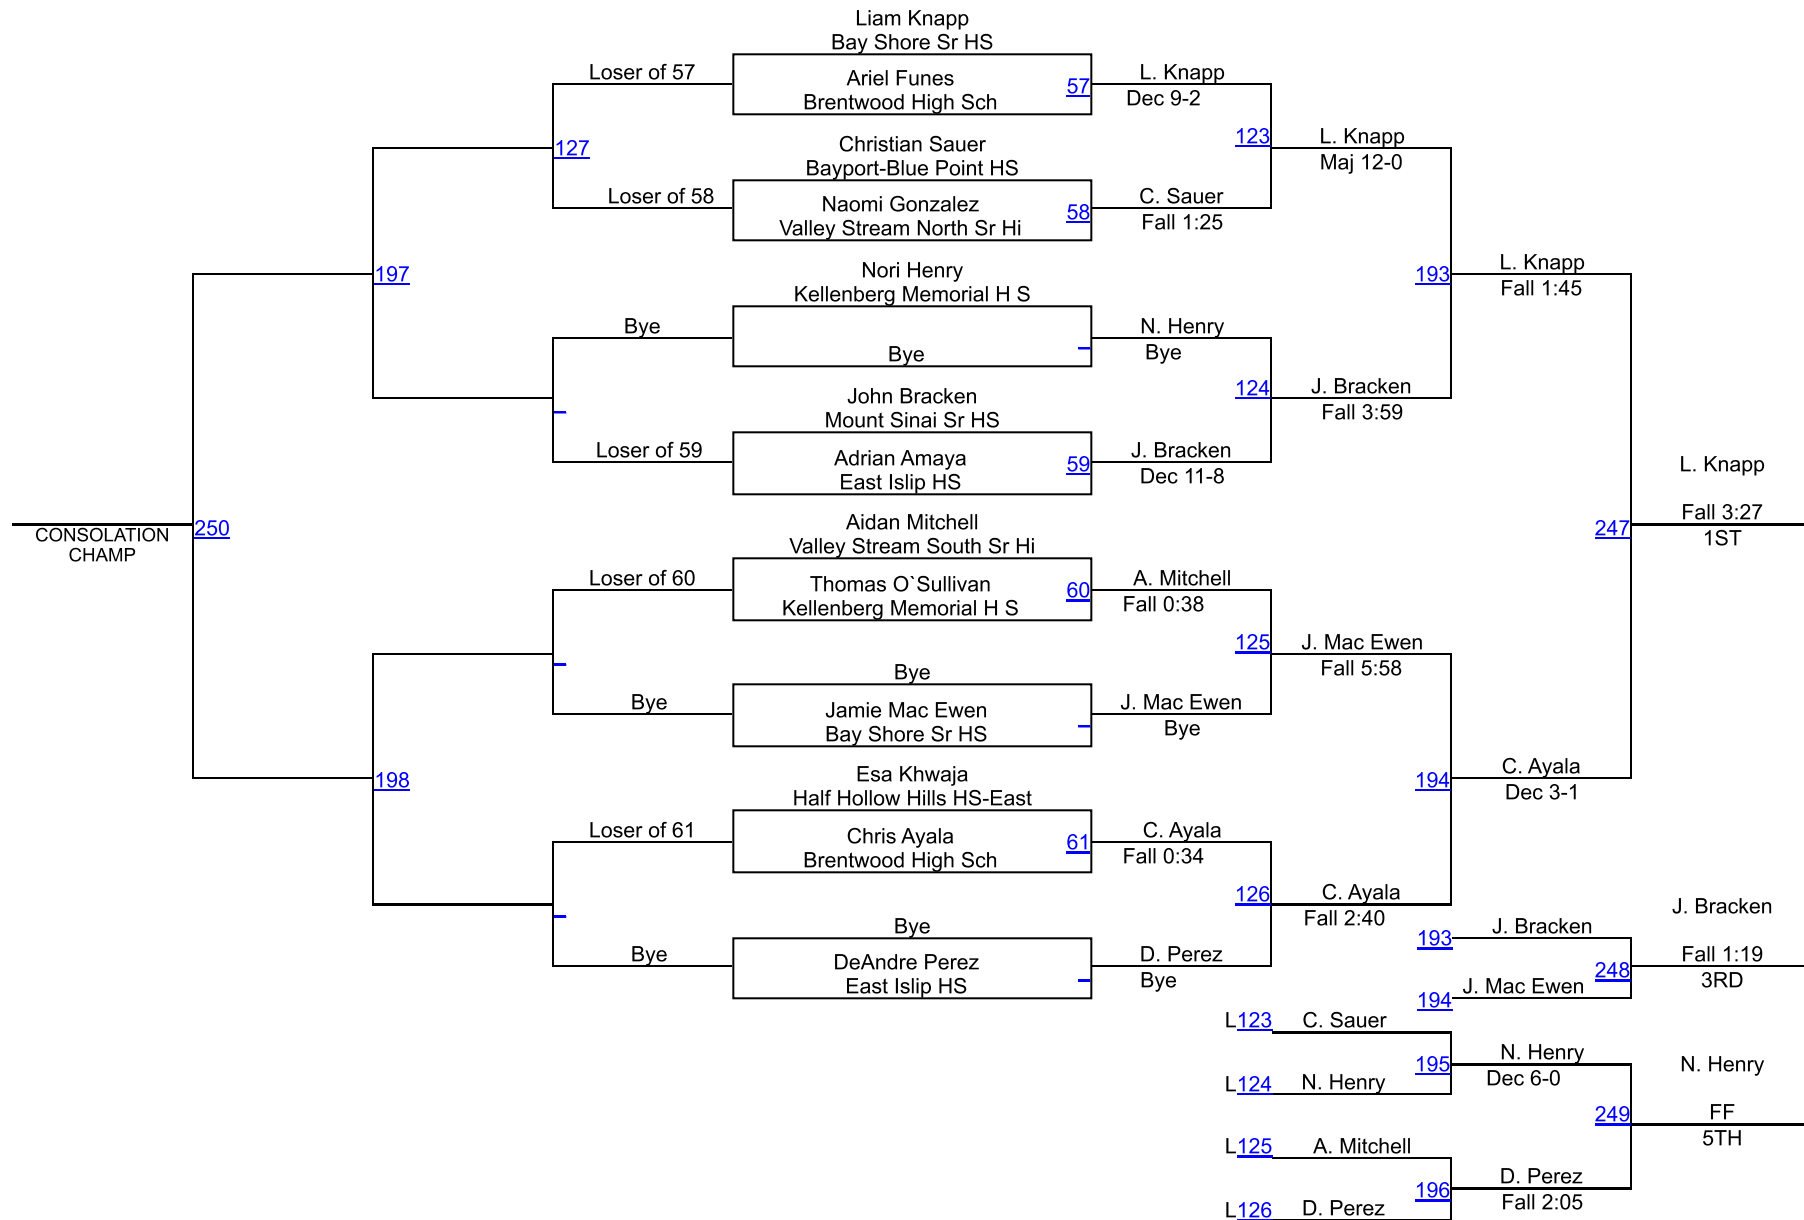 Liam Knapp
Bay Shore Sr HS
Loser of 57
Ariel Funes
Brentwood High Sch
57
L. Knapp
Dec 9-2
127
Christian Sauer
Bayport-Blue Point HS
123
L. Knapp
Maj 12-0
Loser of 58
Naomi Gonzalez
Valley Stream North Sr Hi
58
C. Sauer
Fall 1:25
197
Nori Henry
Kellenberg Memorial H S
193
L. Knapp
Fall 1:45
Bye
Bye
N. Henry
Bye
John Bracken
Mount Sinai Sr HS
124
J. Bracken
Fall 3:59
Loser of 59
Adrian Amaya
East Islip HS
59
J. Bracken
Dec 11-8
L. Knapp
Fall 3:27
1ST
247
CONSOLATION
CHAMP
250
Aidan Mitchell
Valley Stream South Sr Hi
Loser of 60
Thomas O`Sullivan
Kellenberg Memorial H S
60
A. Mitchell
Fall 0:38
125
J. Mac Ewen
Fall 5:58
Bye
Bye
Jamie Mac Ewen
Bay Shore Sr HS
J. Mac Ewen
Bye
198
Esa Khwaja
Half Hollow Hills HS-East
194
C. Ayala
Dec 3-1
Loser of 61
Chris Ayala
Brentwood High Sch
61
C. Ayala
Fall 0:34
126
C. Ayala
Fall 2:40
Bye
Bye
DeAndre Perez
East Islip HS
D. Perez
Bye
193
J. Bracken
194
J. Mac Ewen
248
J. Bracken
Fall 1:19
3RD
L123
C. Sauer
L124
N. Henry
195
N. Henry
Dec 6-0
249
N. Henry
FF
5TH
L125
A. Mitchell
L126
D. Perez
196
D. Perez
Fall 2:05